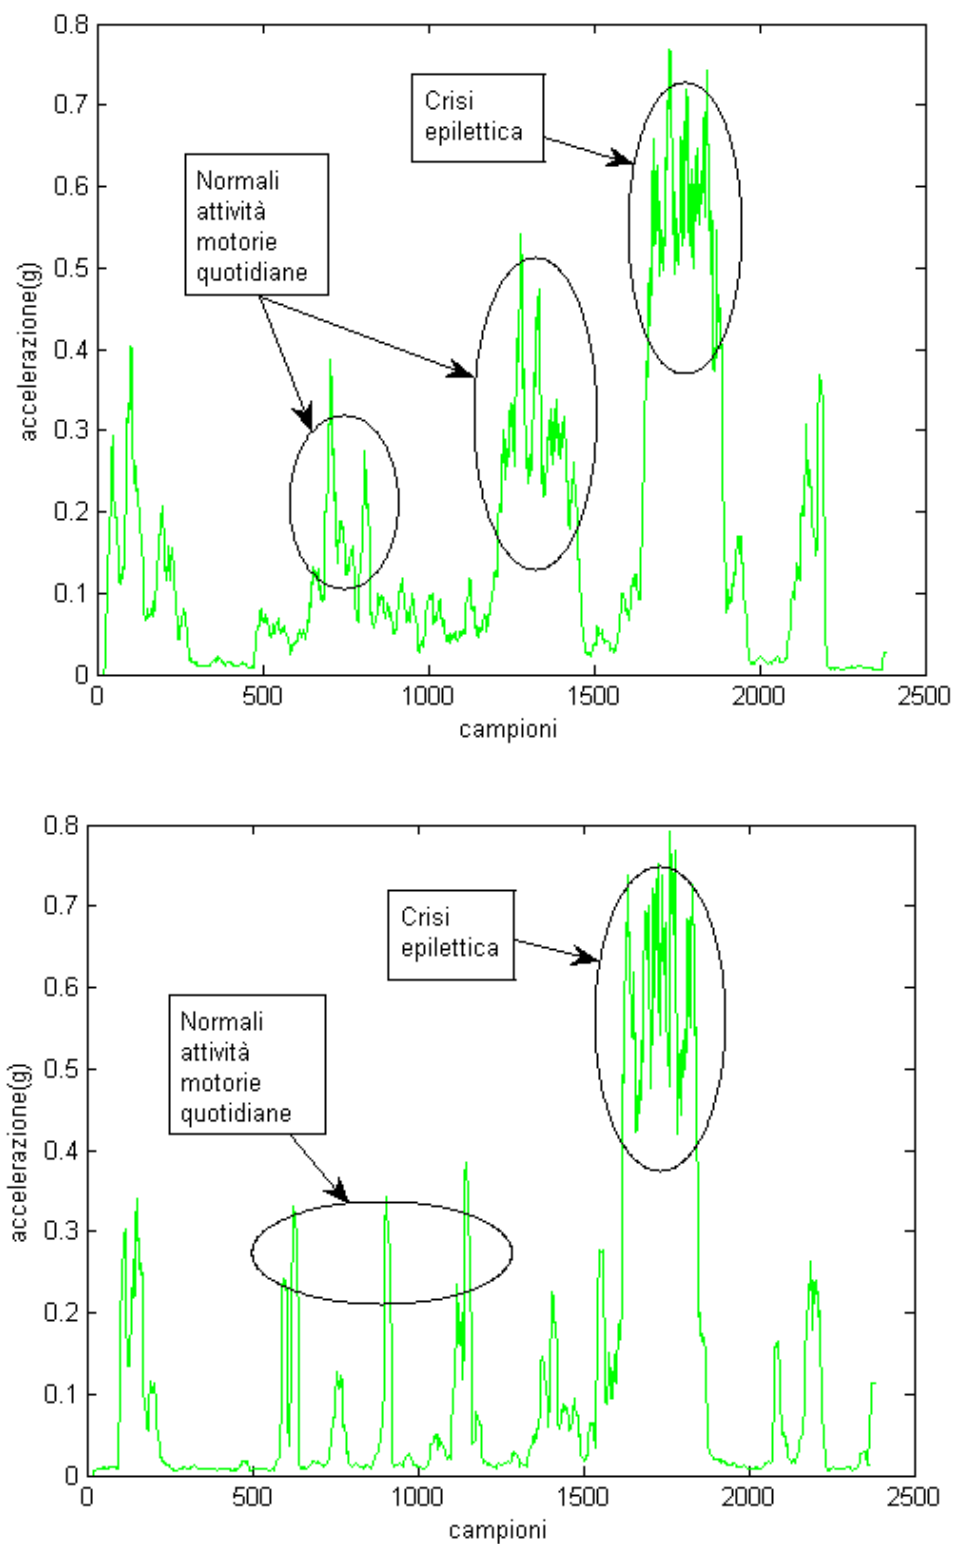 0.8
0.7
0.6
0.5
0.4
0.3
0.2
0.1
0
accelerazione(g)
Crisi
epilettica
Normali
attività
motorie
quotidiane
0 500 1000 1500 2000 2500
campioni
0.8
0.7
0.6
0.5
0.4
0.3
0.2
0.1
0
accelerazione(g)
Crisi
epilettica
Normali
attività
motorie
quotidiane
0 500 1000 1500 2000 2500
campioni